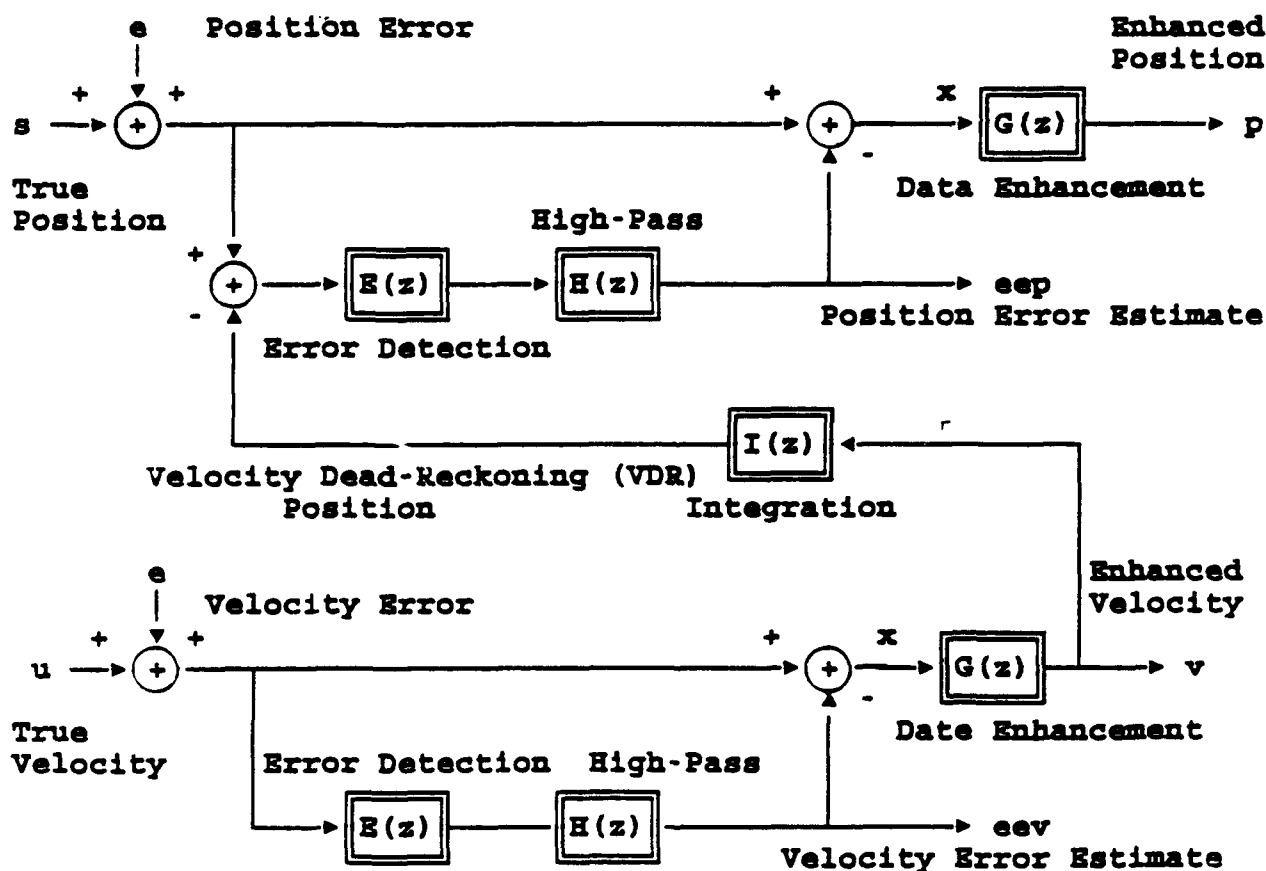 e Position Error
Enhanced
Position
+ + + x
s + + G(z) p
-
True
Position
Data Enhancement
High-Pass
+
+ E(z) H(z) eep
-
Position Error Estimate
Error Detection
I(z) r
Velocity Dead-Reckoning (VDR)
Position
Integration
e
Velocity Error
Enhanced
Velocity
+ + + x
u + + G(z) v
-
True
Velocity
Date Enhancement
Error Detection High-Pass
E(z) H(z) eev
Velocity Error Estimate